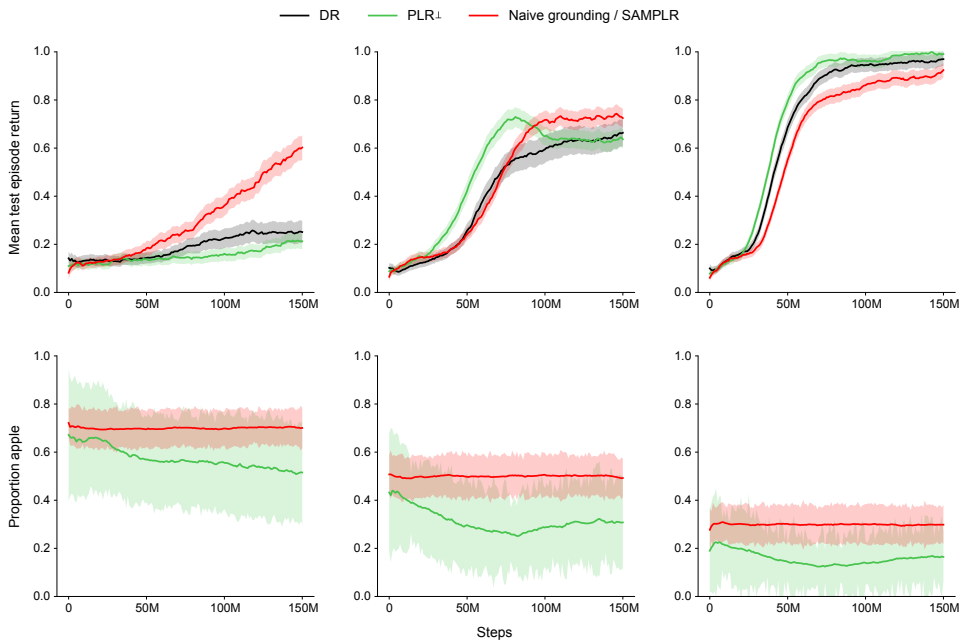 DR PLR⊥ Naive grounding / SAMPLR
Mean test episode return
1.0 1.0 1.0
0.8 0.8 0.8
0.6 0.6 0.6
0.4 0.4 0.4
0.2 0.2 0.2
0.0 0.0 0.0
0 50M 100M 150M 0 50M 100M 150M 0 50M 100M 150M
Proportion apple
1.0 1.0 1.0
0.8 0.8 0.8
0.6 0.6 0.6
0.4 0.4 0.4
0.2 0.2 0.2
0.0 0.0 0.0
0 50M 100M 150M 0 50M 100M 150M 0 50M 100M 150M
Steps